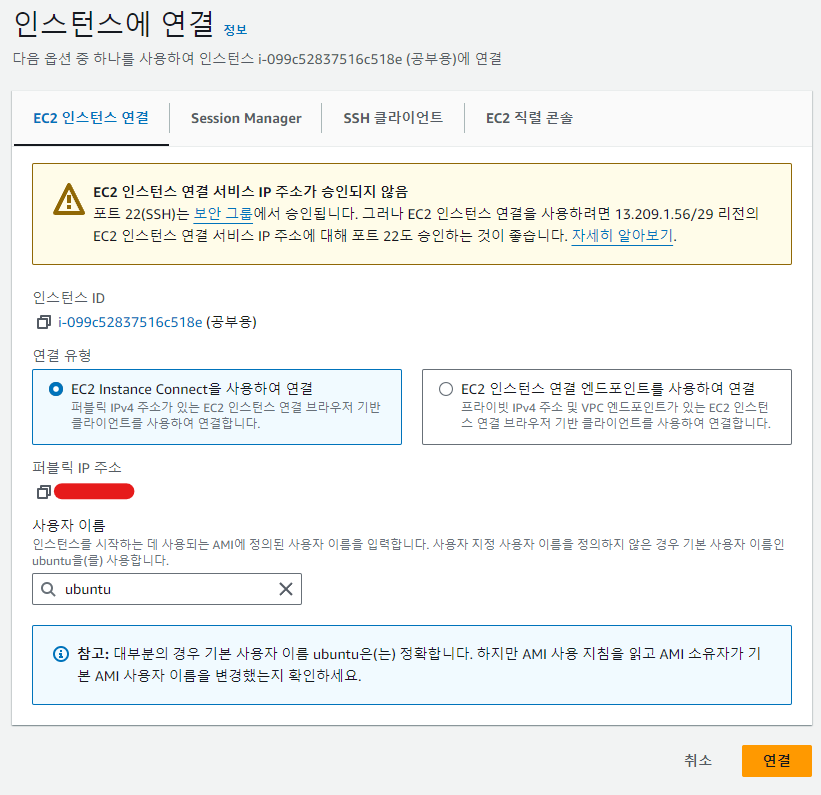 인스턴스에 연결 정보
다음 옵션 중 하나를 사용하여 인스턴스 i-099c52837516c518e (공부용)에 연결
EC2 인스턴스 연결
Session Manager
SSH 클라이언트
EC2 직렬 콘솔
EC2 인스턴스 연결 서비스 IP 주소가 승인되지 않음
포트 22(SSH)는 보안 그룹에서 승인됩니다. 그러나 EC2 인스턴스 연결을 사용하려면 13.209.1.56/29 리전의
EC2 인스턴스 연결 서비스 IP 주소에 대해 포트 22도 승인하는 것이 좋습니다. 자세히 알아보기.
인스턴스 ID
i-099c52837516c518e (공부용)
연결 유형
EC2 Instance Connect을 사용하여 연결
퍼블릭 IPv4 주소가 있는 EC2 인스턴스 연결 브라우저 기반
클라이언트를 사용하여 연결합니다.
EC2 인스턴스 연결 엔드포인트를 사용하여 연결
프라이빗 IPv4 주소 및 VPC 엔드포인트가 있는 EC2 인스턴
스 연결 브라우저 기반 클라이언트를 사용하여 연결합니다.
퍼블릭 IP 주소
사용자 이름
인스턴스를 시작하는 데 사용되는 AMI에 정의된 사용자 이름을 입력합니다. 사용자 지정 사용자 이름을 정의하지 않은 경우 기본 사용자 이름인
ubuntu을(를) 사용합니다.
ubuntu
참고: 대부분의 경우 기본 사용자 이름 ubuntu은(는) 정확합니다. 하지만 AMI 사용 지침을 읽고 AMI 소유자가 기
본 AMI 사용자 이름을 변경했는지 확인하세요.
취소
연결